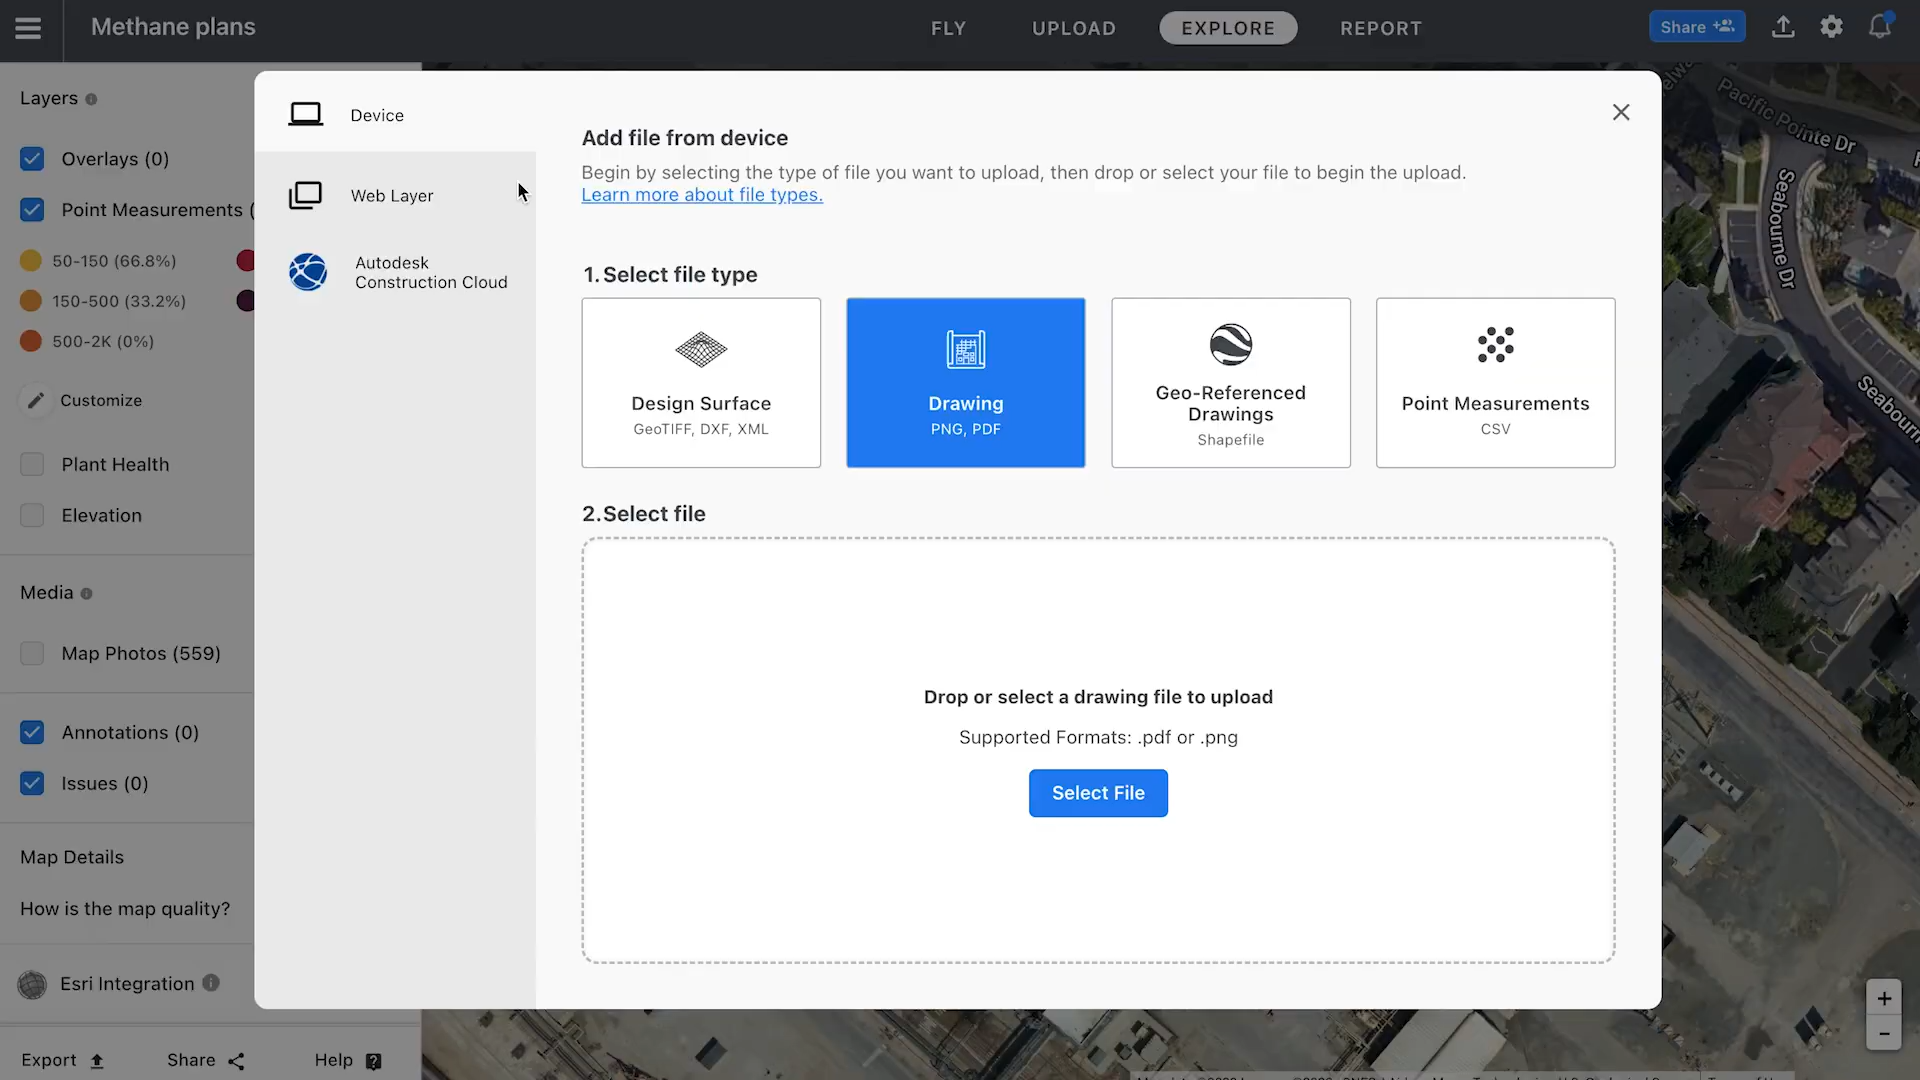 Methane plans
FLY
UPLOAD
EXPLORE
REPORT
Share
Layers
Overlays (0)
Point Measurements (
50-150 (66.8%)
150-500 (33.2%)
500-2K (0%)
Customize
Plant Health
Elevation
Media
Map Photos (559)
Annotations (0)
Issues (0)
Map Details
How is the map quality?
Esri Integration
Export
Share
Help
Device
Web Layer
Autodesk
Construction Cloud
Add file from device
Begin by selecting the type of file you want to upload, then drop or select your file to begin the upload.
Learn more about file types.
1. Select file type
Design Surface
GeoTIFF, DXF, XML
Drawing
PNG, PDF
Geo-Referenced
Drawings
Shapefile
Point Measurements
CSV
2.Select file
Drop or select a drawing file to upload
Supported Formats: .pdf or .png
Select File
Pacific Pointe Dr
Seabourne Dr
Seabourn
+
-